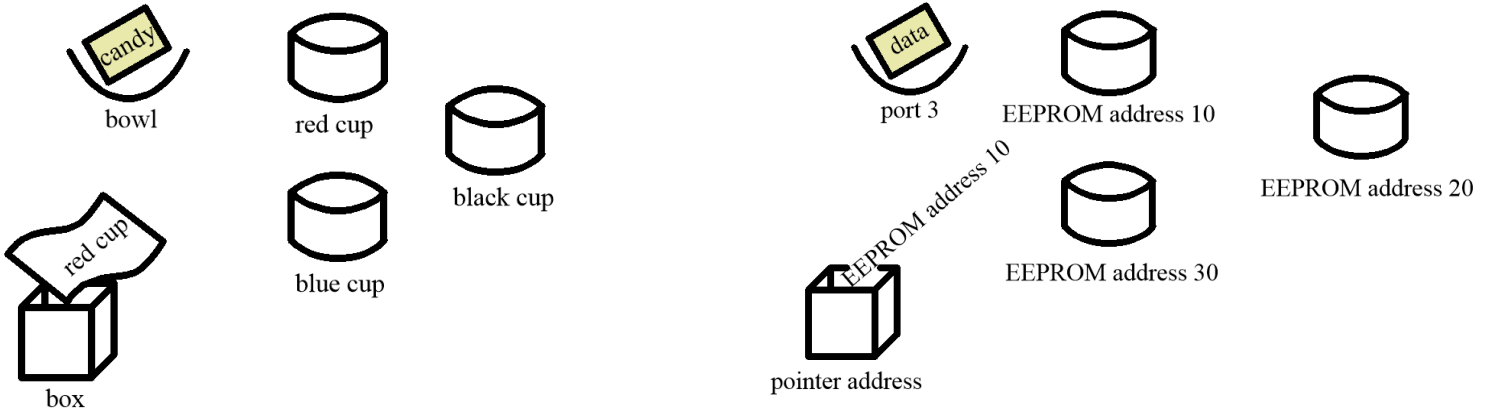 candy
bowl
red cup
black cup
blue cup
red cup
box
data
port 3
EEPROM address 10
EEPROM address 20
EEPROM address 10
EEPROM address 30
pointer address